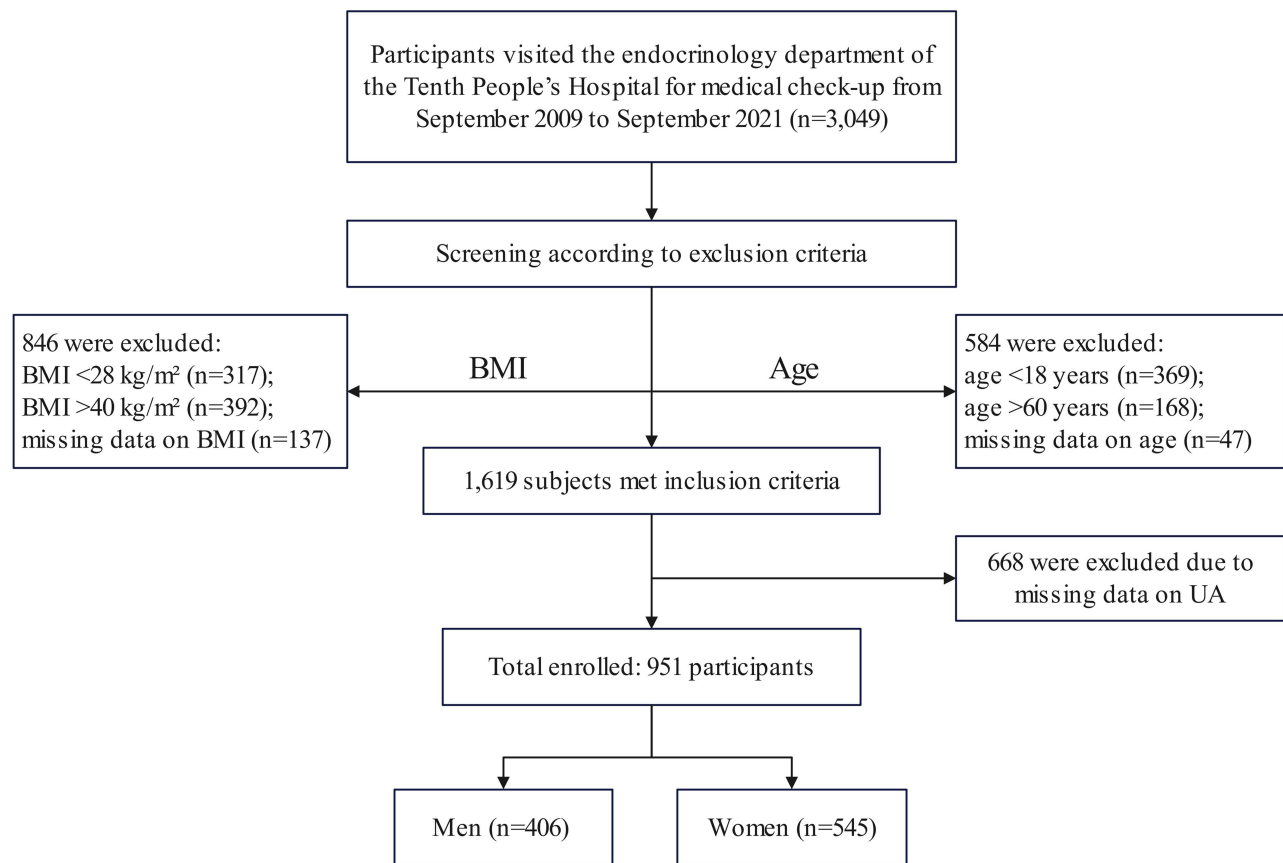 Participants visited the endocrinology department of
the Tenth People’s Hospital for medical check-up from
September 2009 to September 2021 (n=3,049)
Screening according to exclusion criteria
846 were excluded:
BMI <28 kg/m² (n=317);
BMI >40 kg/m² (n=392);
missing data on BMI (n=137)
BMI
Age
584 were excluded:
age <18 years (n=369);
age >60 years (n=168);
missing data on age (n=47)
1,619 subjects met inclusion criteria
668 were excluded due to
missing data on UA
Total enrolled: 951 participants
Men (n=406)
Women (n=545)